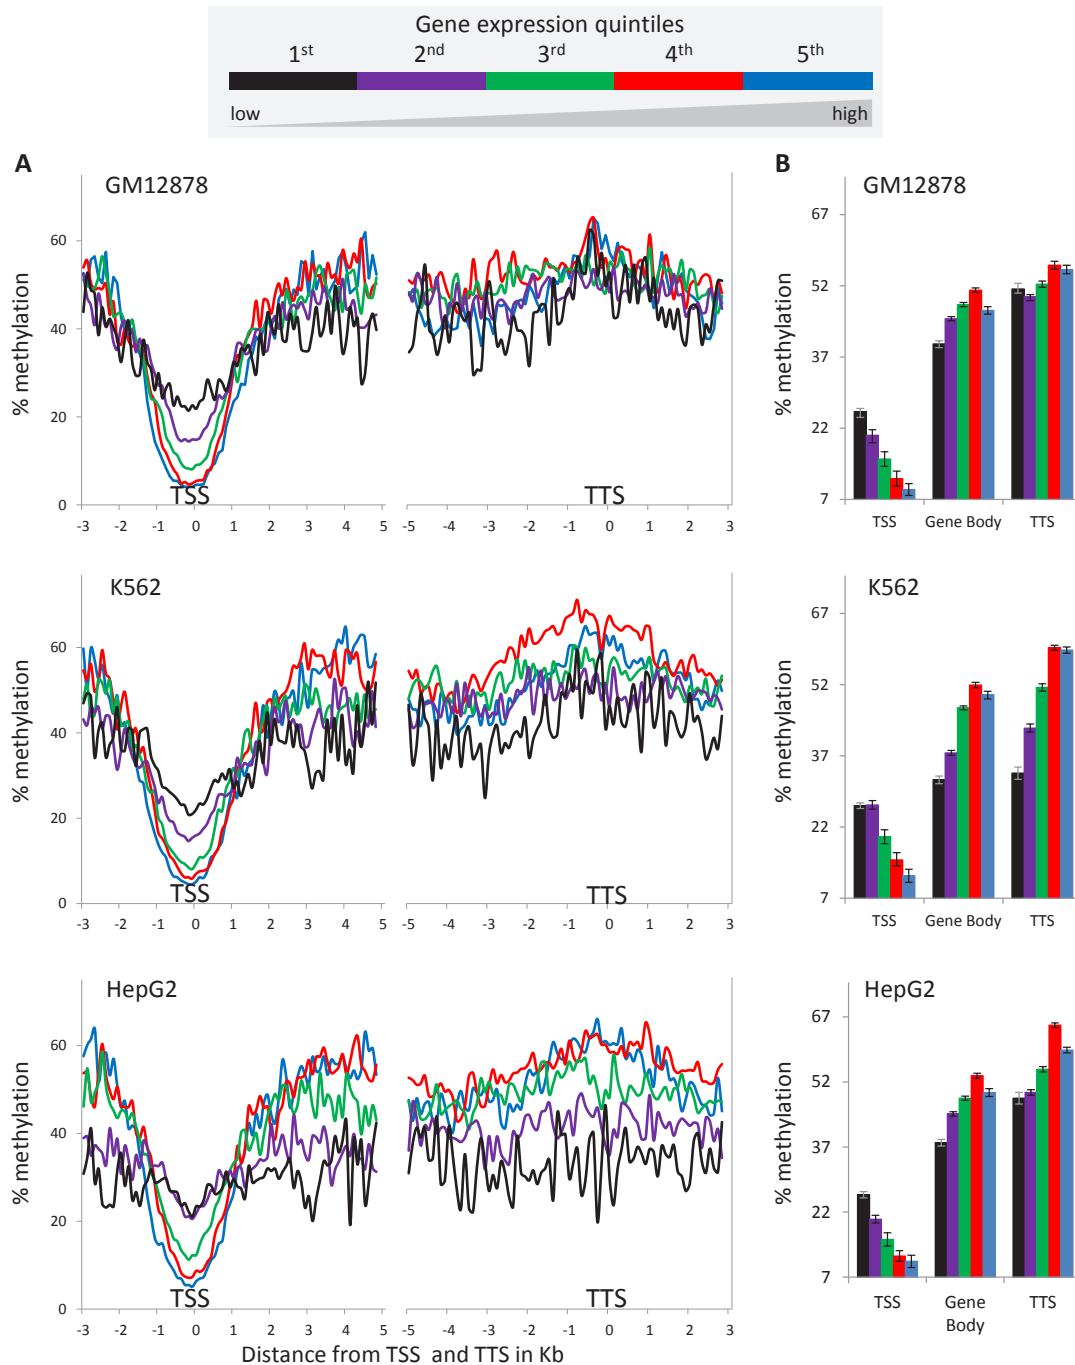 Gene expression quintiles
1st 2nd 3rd 4th 5th
low high
A
GM12878
% methylation
60
40
20
0
TSS
TTS
-3 -2 -1 0 1 2 3 4 5
-5 -4 -3 -2 -1 0 1 2 3
B
GM12878
% methylation
67
52
37
22
7
TSS Gene Body TTS
K562
% methylation
60
40
20
0
TSS
TTS
-3 -2 -1 0 1 2 3 4 5
-5 -4 -3 -2 -1 0 1 2 3
K562
% methylation
67
52
37
22
7
TSS Gene Body TTS
HepG2
% methylation
60
40
20
0
TSS
TTS
-3 -2 -1 0 1 2 3 4 5
-5 -4 -3 -2 -1 0 1 2 3
Distance from TSS and TTS in Kb
HepG2
% methylation
67
52
37
22
7
TSS Gene Body TTS